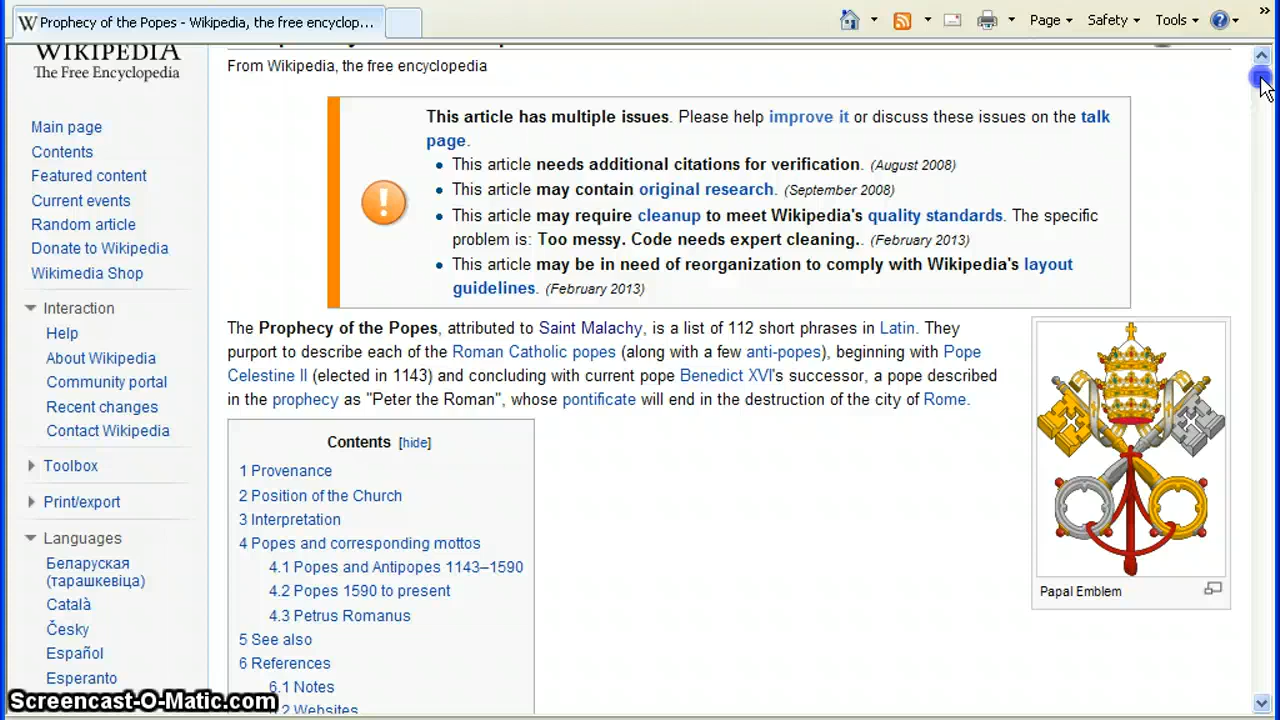 Prophecy of the Popes - Wikipedia, the free encyclop...
Page
Safety
Tools
WIKIPEDIA
The Free Encyclopedia
Main page
Contents
Featured content
Current events
Random article
Donate to Wikipedia
Wikimedia Shop
Interaction
Help
About Wikipedia
Community portal
Recent changes
Contact Wikipedia
Toolbox
Print/export
Languages
Беларуская
(тарашкевіца)
Català
Česky
Español
Esperanto
From Wikipedia, the free encyclopedia
This article has multiple issues. Please help improve it or discuss these issues on the talk
page.
This article needs additional citations for verification. (August 2008)
This article may contain original research. (September 2008)
This article may require cleanup to meet Wikipedia's quality standards. The specific
problem is: Too messy. Code needs expert cleaning.. (February 2013)
This article may be in need of reorganization to comply with Wikipedia's layout
guidelines. (February 2013)
The Prophecy of the Popes, attributed to Saint Malachy, is a list of 112 short phrases in Latin. They
purport to describe each of the Roman Catholic popes (along with a few anti-popes), beginning with Pope
Celestine II (elected in 1143) and concluding with current pope Benedict XVI's successor, a pope described
in the prophecy as "Peter the Roman", whose pontificate will end in the destruction of the city of Rome.
Papal Emblem
Contents [hide]
1 Provenance
2 Position of the Church
3 Interpretation
4 Popes and corresponding mottos
4.1 Popes and Antipopes 1143–1590
4.2 Popes 1590 to present
4.3 Petrus Romanus
5 See also
6 References
6.1 Notes
6.2 Websites
Screencast-O-Matic.com